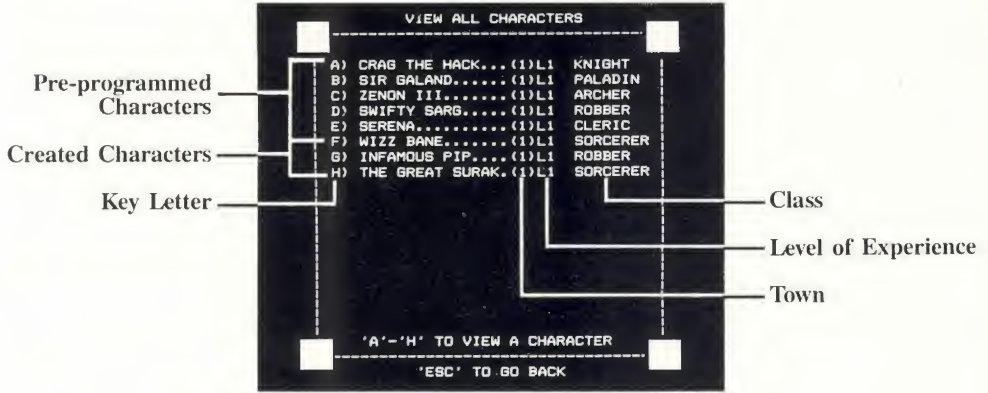 VIEW ALL CHARACTERS
A) CRAG THE HACK...(1)L1 KNIGHT
B) SIR GALAND......(1)L1 PALADIN
C) ZENON III.......(1)L1 ARCHER
D) SWIFTY SARG.....(1)L1 ROBBER
E) SERENA..........(1)L1 CLERIC
F) WIZZ BANE.......(1)L1 SORCERER
G) INFAMOUS PIP....(1)L1 ROBBER
H) THE GREAT SURAK.(1)L1 SORCERER
Pre-programmed
Characters
Created Characters
Key Letter
Class
Level of Experience
Town
'A'-'H' TO VIEW A CHARACTER
'ESC' TO GO BACK